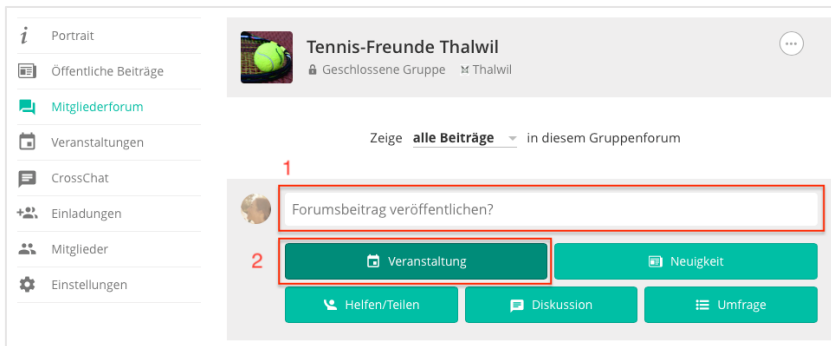 Portrait
Öffentliche Beiträge
Mitgliederforum
Veranstaltungen
CrossChat
Einladungen
Mitglieder
Einstellungen
Tennis-Freunde Thalwil
Geschlossene Gruppe Thalwil
Zeige alle Beiträge in diesem Gruppenforum
1
Forumsbeitrag veröffentlichen?
2
Veranstaltung
Neuigkeit
Helfen/Teilen
Diskussion
Umfrage